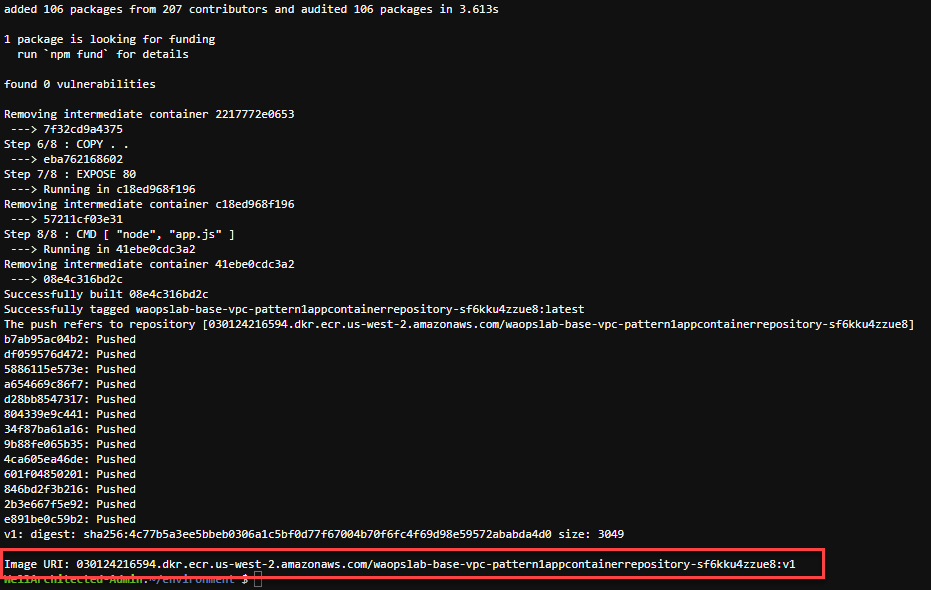 added 106 packages from 207 contributors and audited 106 packages in 3.613s
1 package is looking for funding
run `npm fund` for details
found 0 vulnerabilities
Removing intermediate container 2217772e0653
---> 7f32cd9a4375
Step 6/8 : COPY . .
---> eba762168602
Step 7/8 : EXPOSE 80
---> Running in c18ed968f196
Removing intermediate container c18ed968f196
---> 57211cf03e31
Step 8/8 : CMD [ "node", "app.js" ]
---> Running in 41ebe0cdc3a2
Removing intermediate container 41ebe0cdc3a2
---> 08e4c316bd2c
Successfully built 08e4c316bd2c
Successfully tagged waopslab-base-vpc-pattern1appcontainerrepository-sf6kku4zzue8:latest
The push refers to repository [030124216594.dkr.ecr.us-west-2.amazonaws.com/waopslab-base-vpc-pattern1appcontainerrepository-sf6kku4zzue8]
b7ab95ac04b2: Pushed
df059576d472: Pushed
5886115e573e: Pushed
a654669c86f7: Pushed
d28bb8547317: Pushed
804339e9c441: Pushed
34f87ba61a16: Pushed
9b88fe065b35: Pushed
4ca605ea46de: Pushed
601f04850201: Pushed
846bd2f3b216: Pushed
2b3e667f5e92: Pushed
e891be0c59b2: Pushed
v1: digest: sha256:4c77b5a3ee5bbeb0306a1c5bf0d77f67004b70f6fc4f69d98e59572ababda4d0 size: 3049
Image URI: 030124216594.dkr.ecr.us-west-2.amazonaws.com/waopslab-base-vpc-pattern1appcontainerrepository-sf6kku4zzue8:v1
WellArchitected-Admin:~/environment $